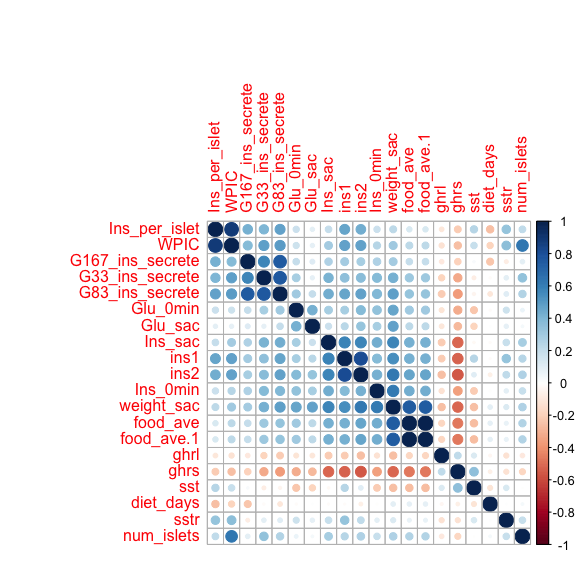 Ins_per_islet
WPIC
G167_ins_secrete
G33_ins_secrete
G83_ins_secrete
Glu_0min
Glu_sac
Ins_sac
ins1
ins2
Ins_0min
weight_sac
food_ave
food_ave.1
ghrl
ghrs
sst
diet_days
sstr
num_islets
Ins_per_islet
WPIC
G167_ins_secrete
G33_ins_secrete
G83_ins_secrete
Glu_0min
Glu_sac
Ins_sac
ins1
ins2
Ins_0min
weight_sac
food_ave
food_ave.1
ghrl
ghrs
sst
diet_days
sstr
num_islets
1
0.8
0.6
0.4
0.2
0
-0.2
-0.4
-0.6
-0.8
-1